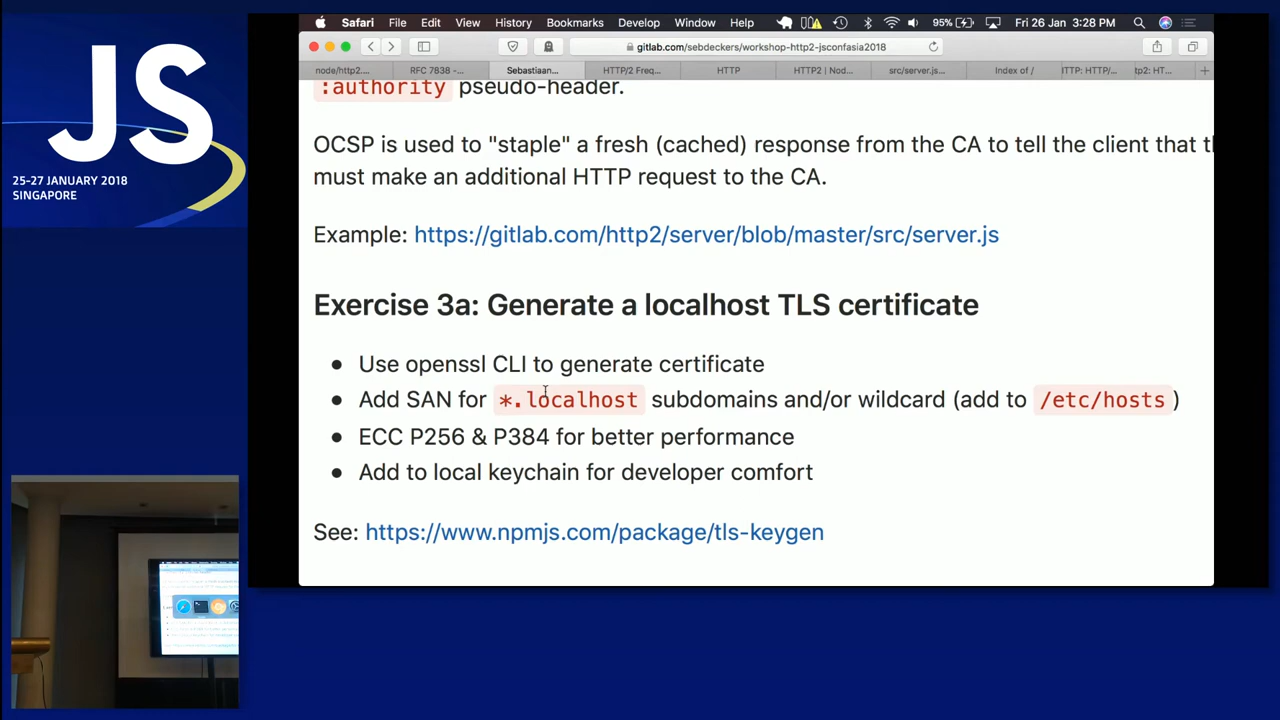 JS
25-27 JANUARY 2018
SINGAPORE
Safari File Edit View History Bookmarks Develop Window Help 95% Fri 26 Jan 3:28 PM
gitlab.com/sebdeckers/workshop-http2-jsconfasia2018
node/http2.... RFC 7838 -... Sebastiaan... HTTP/2 Freq... HTTP HTTP2 | Nod... src/server.js... Index of / ITTP: HTTP/... tp2: HT...
:authority pseudo-header.
OCSP is used to "staple" a fresh (cached) response from the CA to tell the client that
must make an additional HTTP request to the CA.
Example: https://gitlab.com/http2/server/blob/master/src/server.js
Exercise 3a: Generate a localhost TLS certificate
● Use openssl CLI to generate certificate
● Add SAN for *.localhost subdomains and/or wildcard (add to /etc/hosts )
● ECC P256 & P384 for better performance
● Add to local keychain for developer comfort
See: https://www.npmjs.com/package/tls-keygen